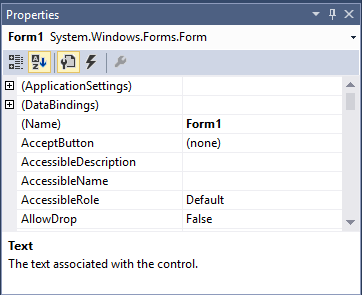 Properties
Form1 System.Windows.Forms.Form
(ApplicationSettings)
(DataBindings)
(Name) Form1
AcceptButton (none)
AccessibleDescription
AccessibleName
AccessibleRole Default
AllowDrop False
Text
The text associated with the control.